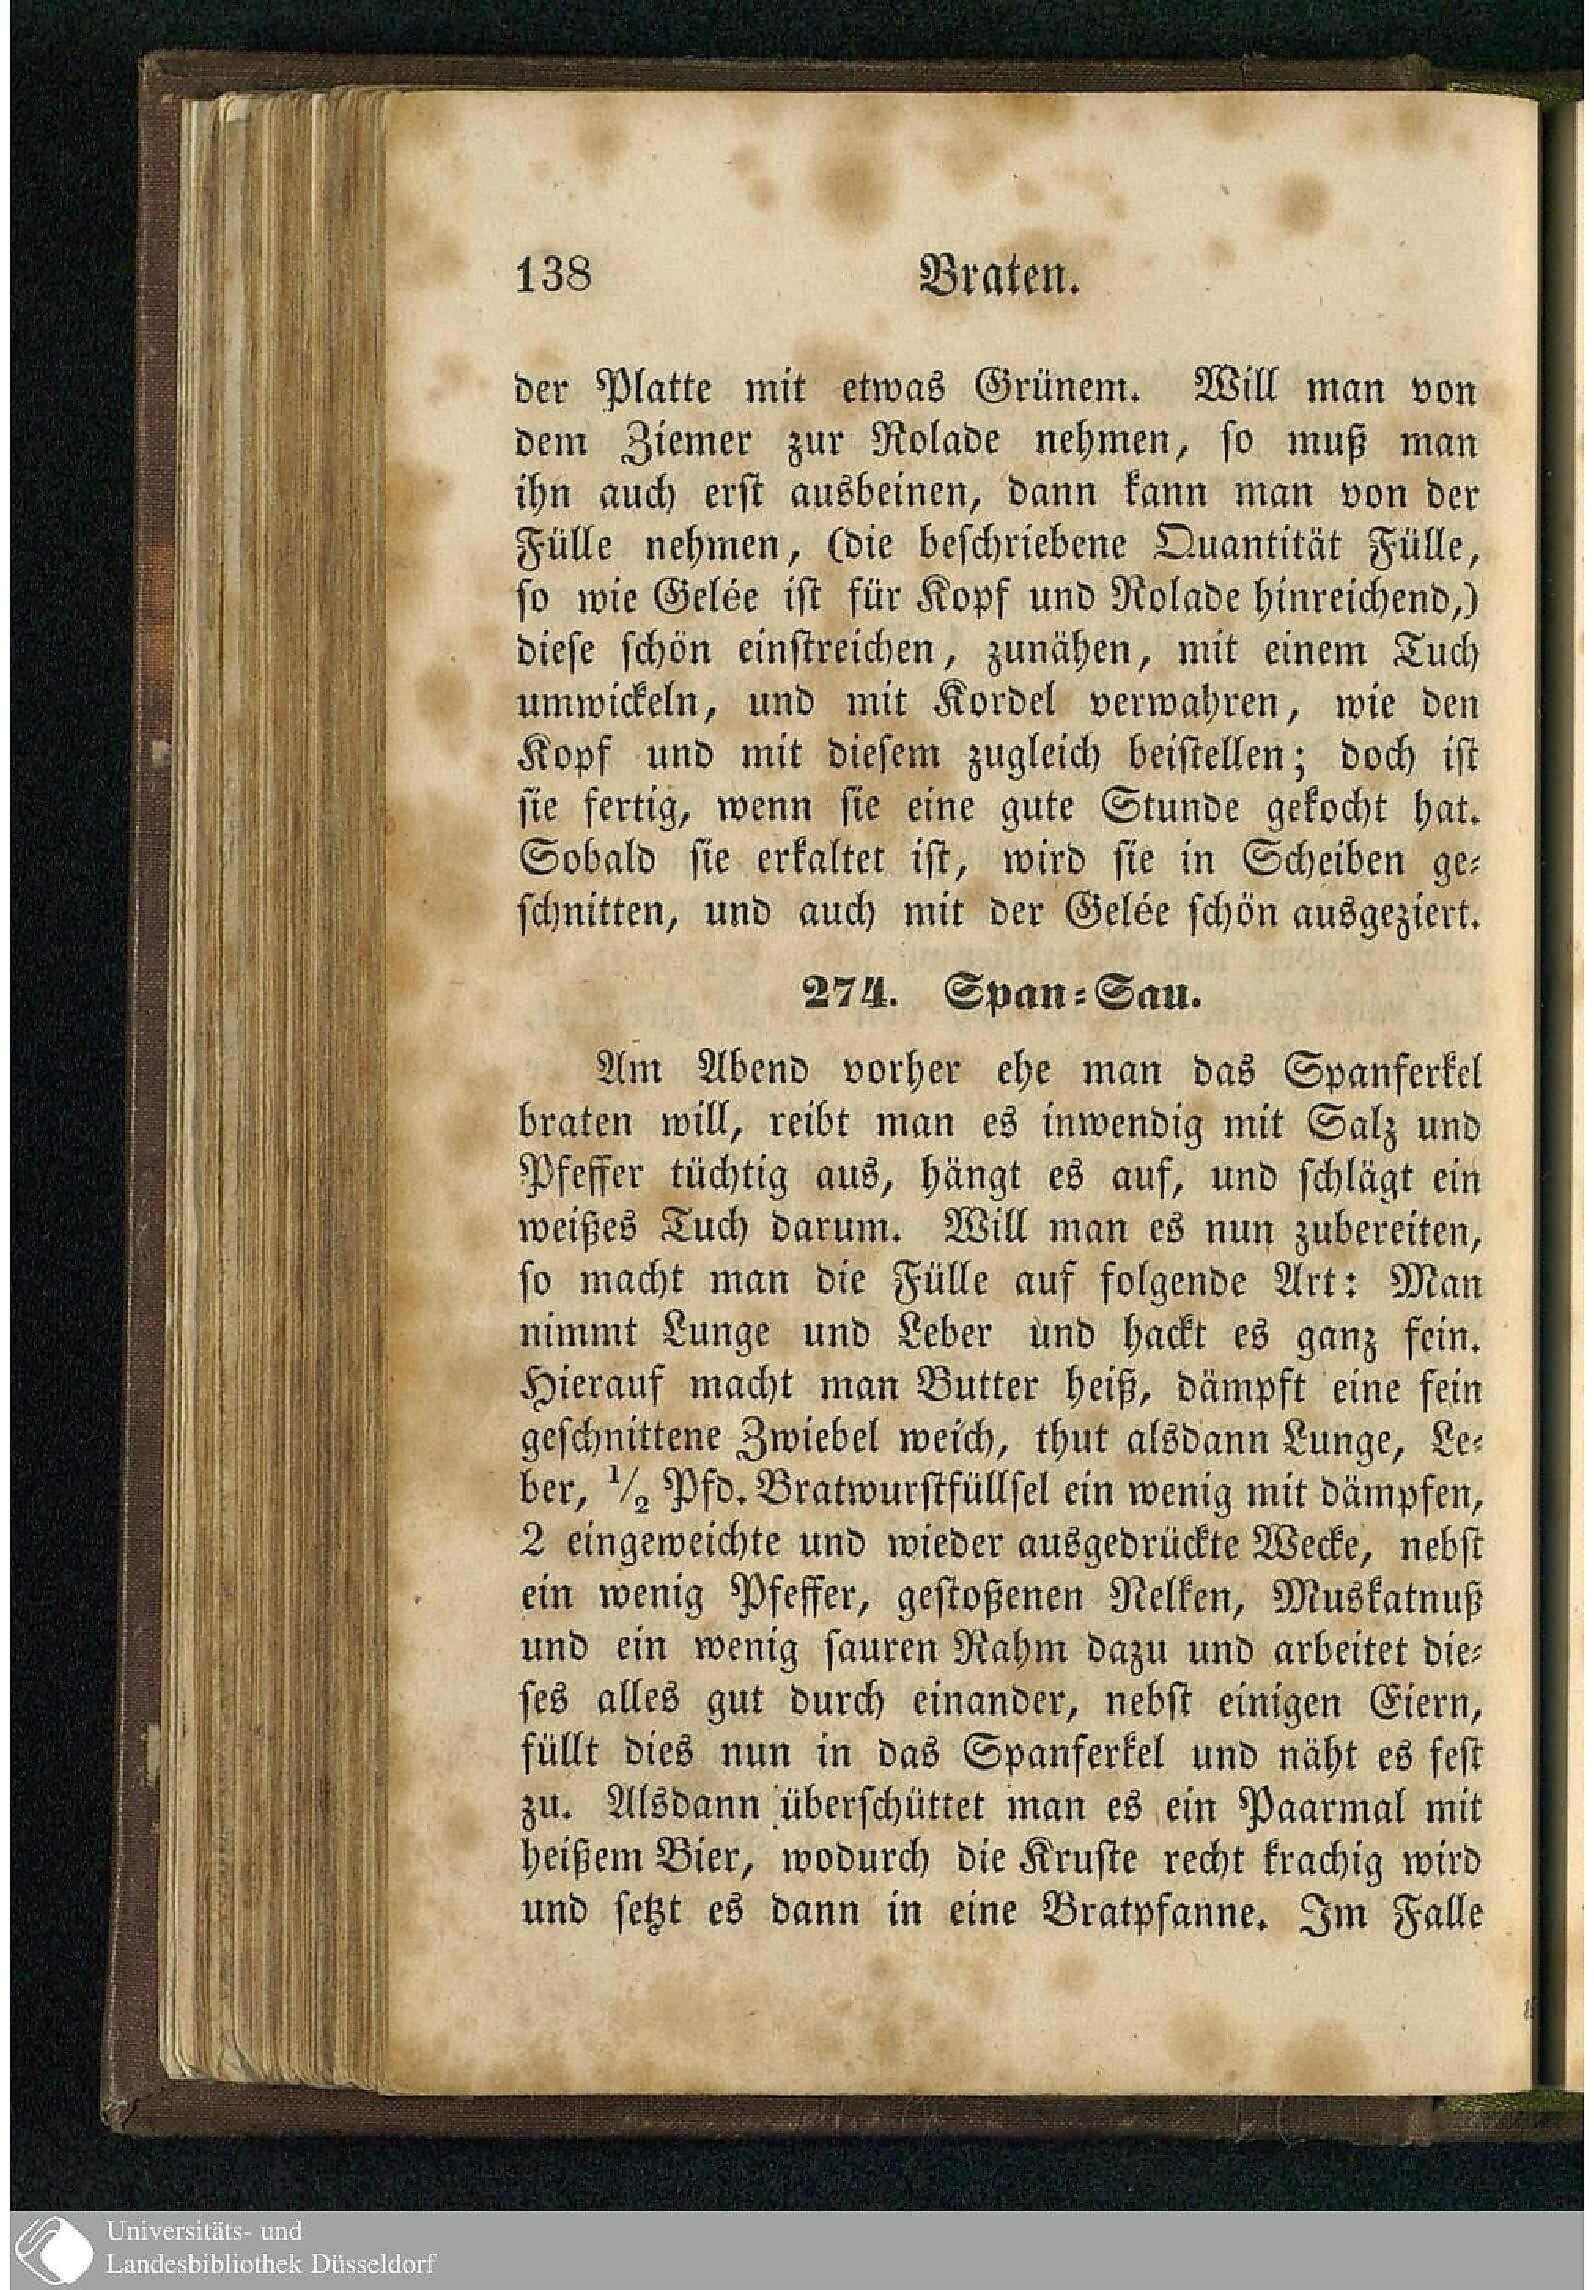 138 Braten.
der Platte mit etwas Grünem. Will man von
dem Ziemer zur Rolade nehmen, so muß man
ihn auch erst ausbeinen, dann kann man von der
Fülle nehmen, (die beschriebene Quantität Fülle,
so wie Gelée ist für Kopf und Rolade hinreichend,)
diese schön einstreichen, zunähen, mit einem Tuch
umwickeln, und mit Kordel verwahren, wie den
Kopf und mit diesem zugleich beistellen; doch ist
sie fertig, wenn sie eine gute Stunde gekocht hat.
Sobald sie erkaltet ist, wird sie in Scheiben ge-
schnitten, und auch mit der Gelée schön ausgeziert.
274. Span-Sau.
Am Abend vorher ehe man das Spanferkel
braten will, reibt man es inwendig mit Salz und
Pfeffer tüchtig aus, hängt es auf, und schlägt ein
weißes Tuch darum. Will man es nun zubereiten,
so macht man die Fülle auf folgende Art: Man
nimmt Lunge und Leber und hackt es ganz fein.
Hierauf macht man Butter heiß, dämpft eine fein
geschnittene Zwiebel weich, thut alsdann Lunge, Le-
ber, 1/2 Pfd. Bratwurstfüllsel ein wenig mit dämpfen,
2 eingeweichte und wieder ausgedrückte Wecke, nebst
ein wenig Pfeffer, gestoßenen Nelken, Muskatnuß
und ein wenig sauren Rahm dazu und arbeitet die-
ses alles gut durch einander, nebst einigen Eiern,
füllt dies nun in das Spanferkel und näht es fest
zu. Alsdann überschüttet man es ein Paarmal mit
heißem Bier, wodurch die Kruste recht krachig wird
und setzt es dann in eine Bratpfanne. Im Falle
Universitäts- und
Landesbibliothek Düsseldorf